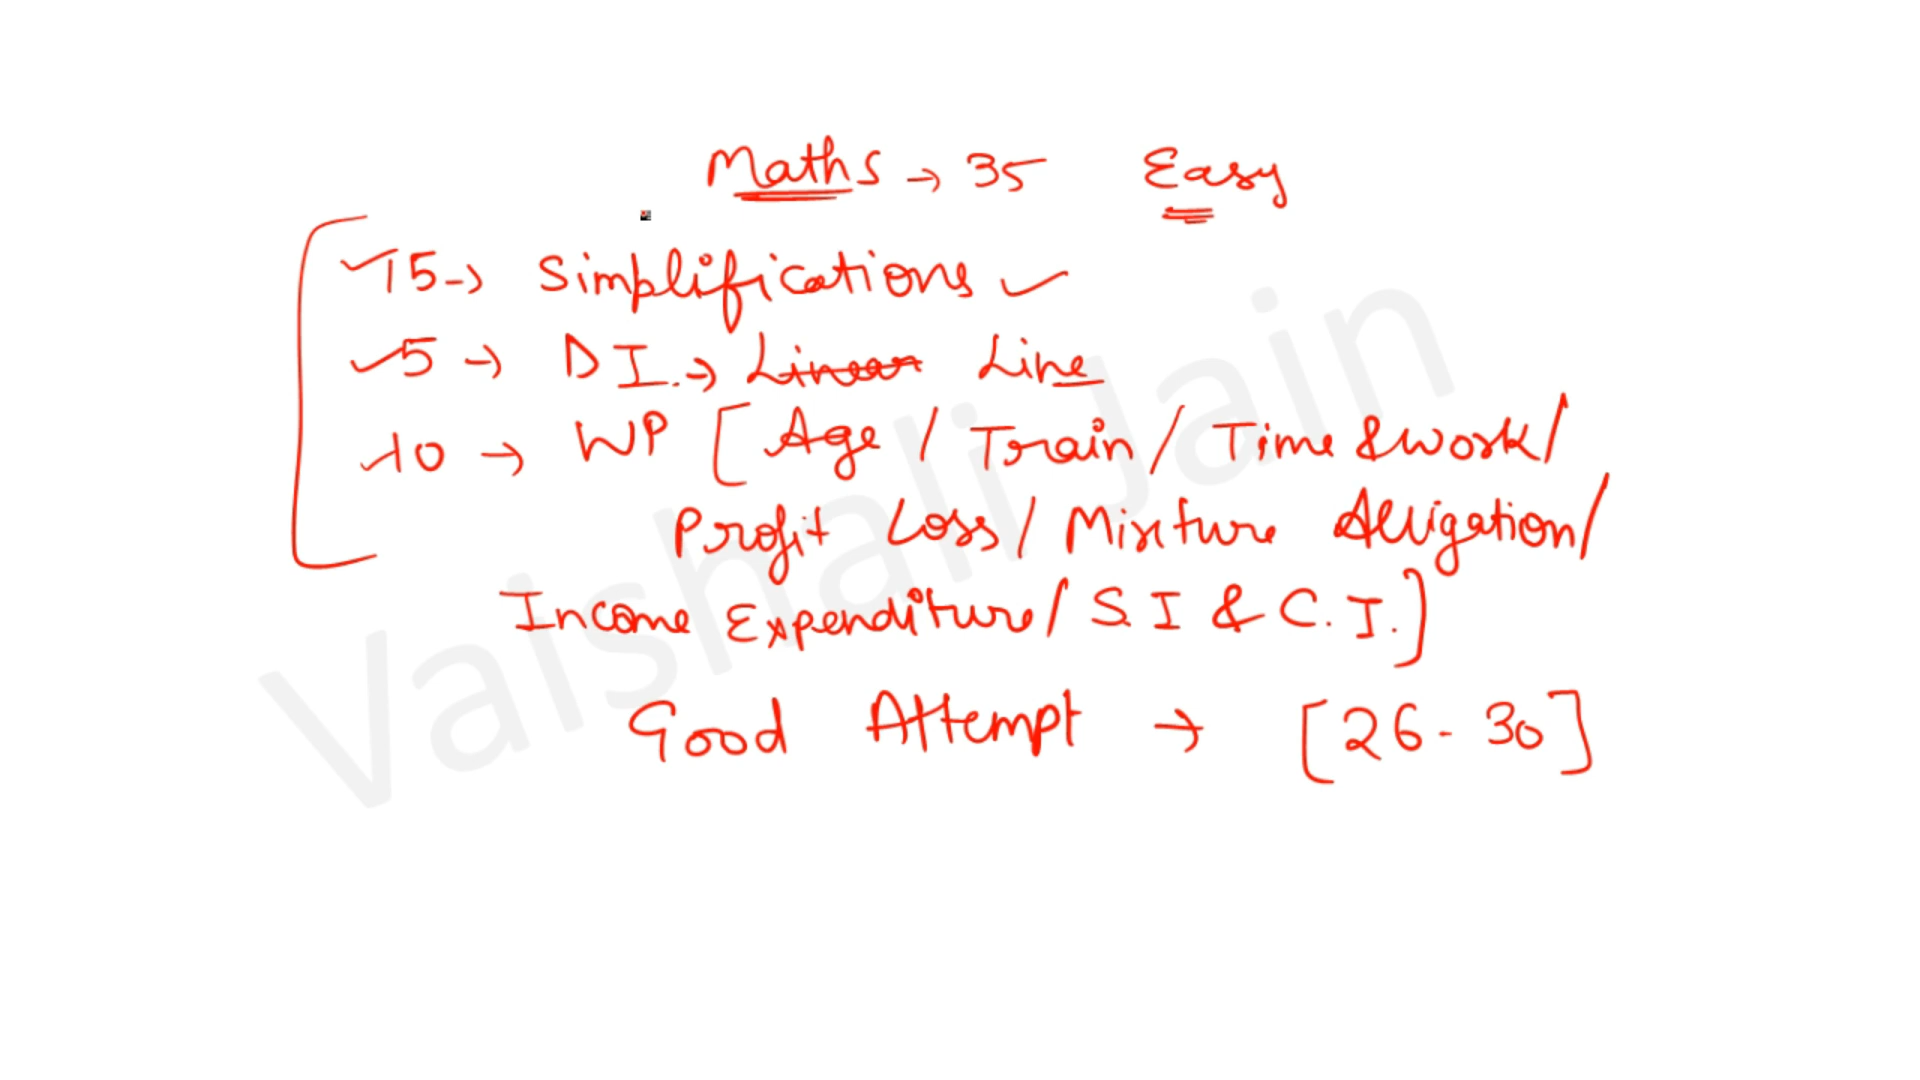 Maths → 35 Easy
✓15 → Simplifications ✓
✓5 → D I. → Linear Line
✓10 → WP [Age / Train / Time & work /
Profit Loss / Mixture Alligation /
Income Expenditure / S.I & C.I.]
Good Attempt → [26 - 30]
Vaishali Jain